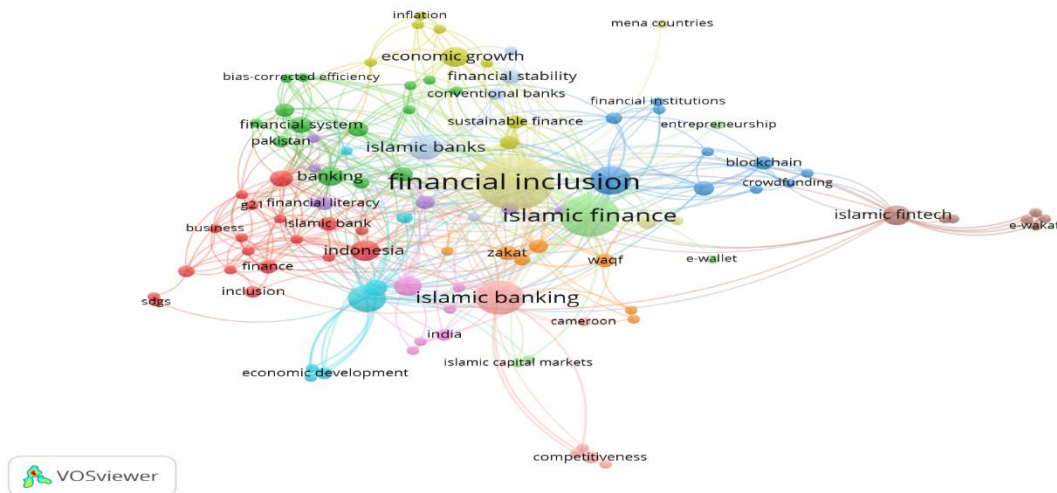 inflation
mena countries
economic growth
bias-corrected efficiency
financial stability
conventional banks
financial institutions
financial system
sustainable finance
entrepreneurship
pakistan
islamic banks
blockchain
banking
financial inclusion
crowdfunding
g21
financial literacy
islamic finance
islamic fintech
business
islamic bank
e-wakaf
indonesia
zakat
waqf
e-wallet
finance
sdgs
inclusion
islamic banking
cameroon
india
economic development
islamic capital markets
competitiveness
VOSviewer